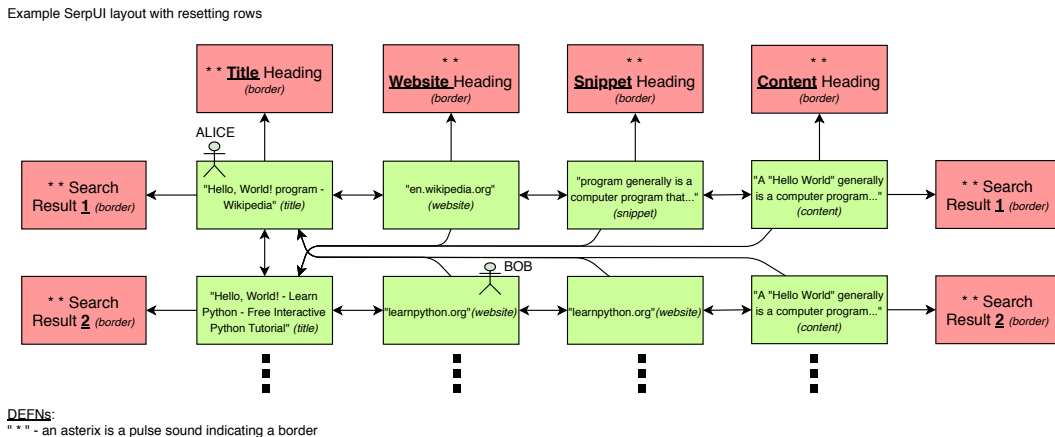 Example SerpUI layout with resetting rows
* * Title Heading
(border)
* *
Website Heading
(border)
* *
Snippet Heading
(border)
* *
Content Heading
(border)
ALICE
* * Search
Result 1 (border)
"Hello, World! program -
Wikipedia" (title)
"en.wikipedia.org"
(website)
"program generally is a
computer program that..."
(snippet)
"A "Hello World" generally
is a computer program..."
(content)
* * Search
Result 1 (border)
BOB
* * Search
Result 2 (border)
"Hello, World! - Learn
Python - Free Interactive
Python Tutorial" (title)
"learnpython.org"(website)
"learnpython.org"(website)
"A "Hello World" generally
is a computer program..."
(content)
* * Search
Result 2 (border)
DEFNs:
" * " - an asterix is a pulse sound indicating a border